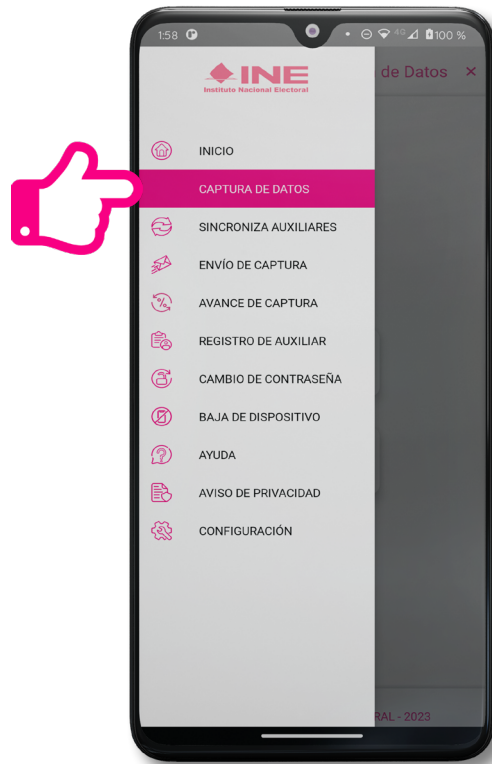 1:58
4G
100 %
INE
Instituto Nacional Electoral
de Datos ×
INICIO
CAPTURA DE DATOS
SINCRONIZA AUXILIARES
ENVÍO DE CAPTURA
AVANCE DE CAPTURA
REGISTRO DE AUXILIAR
CAMBIO DE CONTRASEÑA
BAJA DE DISPOSITIVO
AYUDA
AVISO DE PRIVACIDAD
CONFIGURACIÓN
RAL - 2023